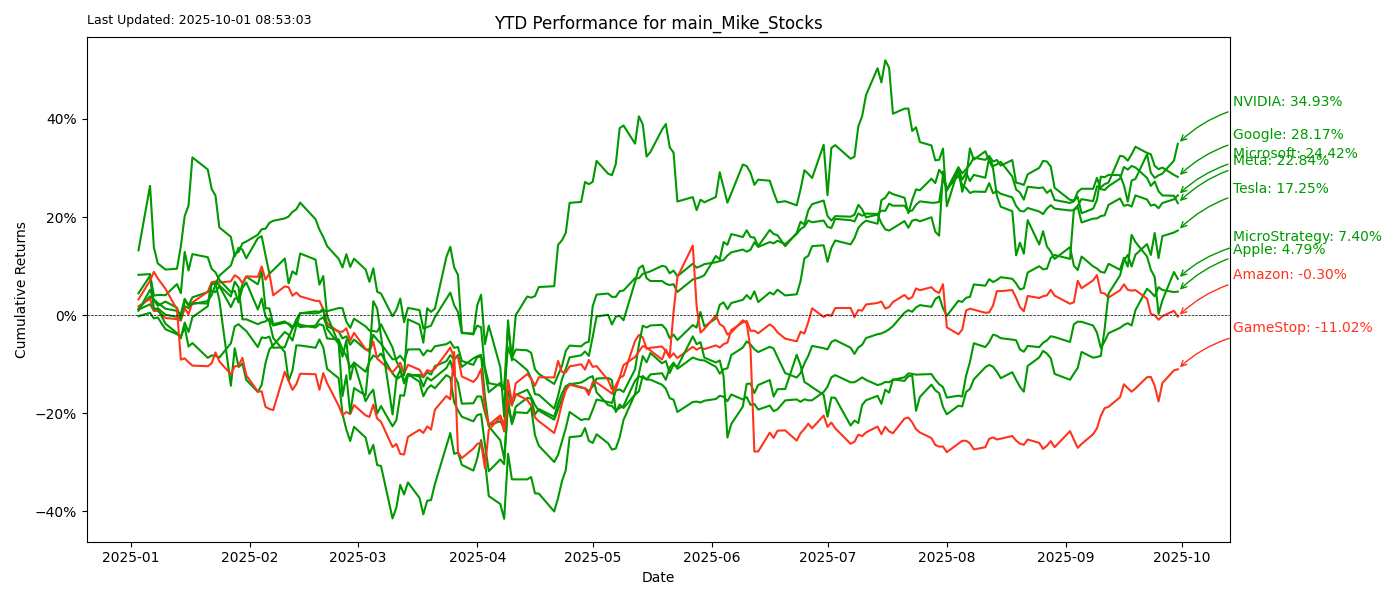 Last Updated: 2025-10-01 08:53:03
YTD Performance for main_Mike_Stocks
Cumulative Returns
40%
20%
0%
−20%
−40%
NVIDIA: 34.93%
Google: 28.17%
Microsoft: 24.42%
Meta: 22.84%
Tesla: 17.25%
MicroStrategy: 7.40%
Apple: 4.79%
Amazon: -0.30%
GameStop: -11.02%
2025-01
2025-02
2025-03
2025-04
2025-05
2025-06
2025-07
2025-08
2025-09
2025-10
Date